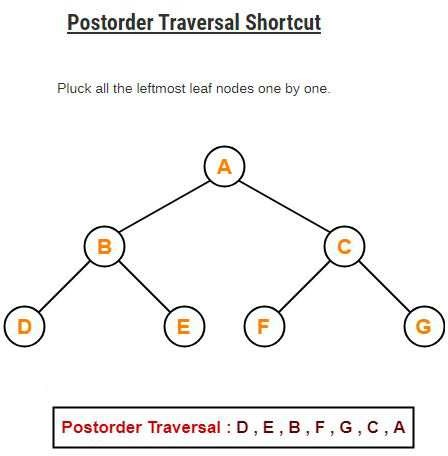 Postorder Traversal Shortcut
Pluck all the leftmost leaf nodes one by one.
A
B C
D E F G
Postorder Traversal : D , E , B , F , G , C , A